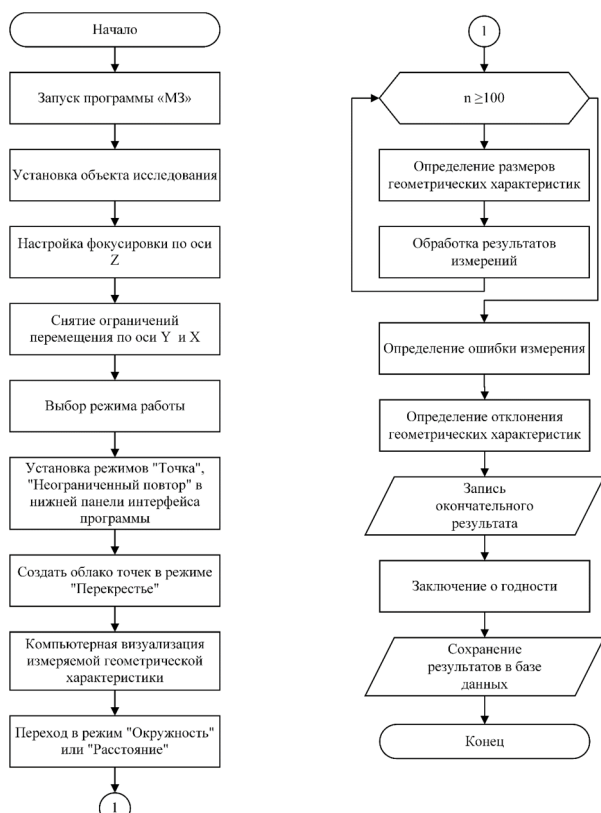 Начало
Запуск программы «МЗ»
Установка объекта исследования
Настройка фокусировки по оси
Z
Снятие ограничений
перемещения по оси Y и X
Выбор режима работы
Установка режимов "Точка",
"Неограниченный повтор" в
нижней панели интерфейса
программы
Создать облако точек в режиме
"Перекрестье"
Компьютерная визуализация
измеряемой геометрической
характеристики
Переход в режим "Окружность"
или "Расстояние"
1
1
n ≥100
Определение размеров
геометрических характеристик
Обработка результатов
измерений
Определение ошибки измерения
Определение отклонения
геометрических характеристик
Запись
окончательного
результата
Заключение о годности
Сохранение
результатов в базе
данных
Конец